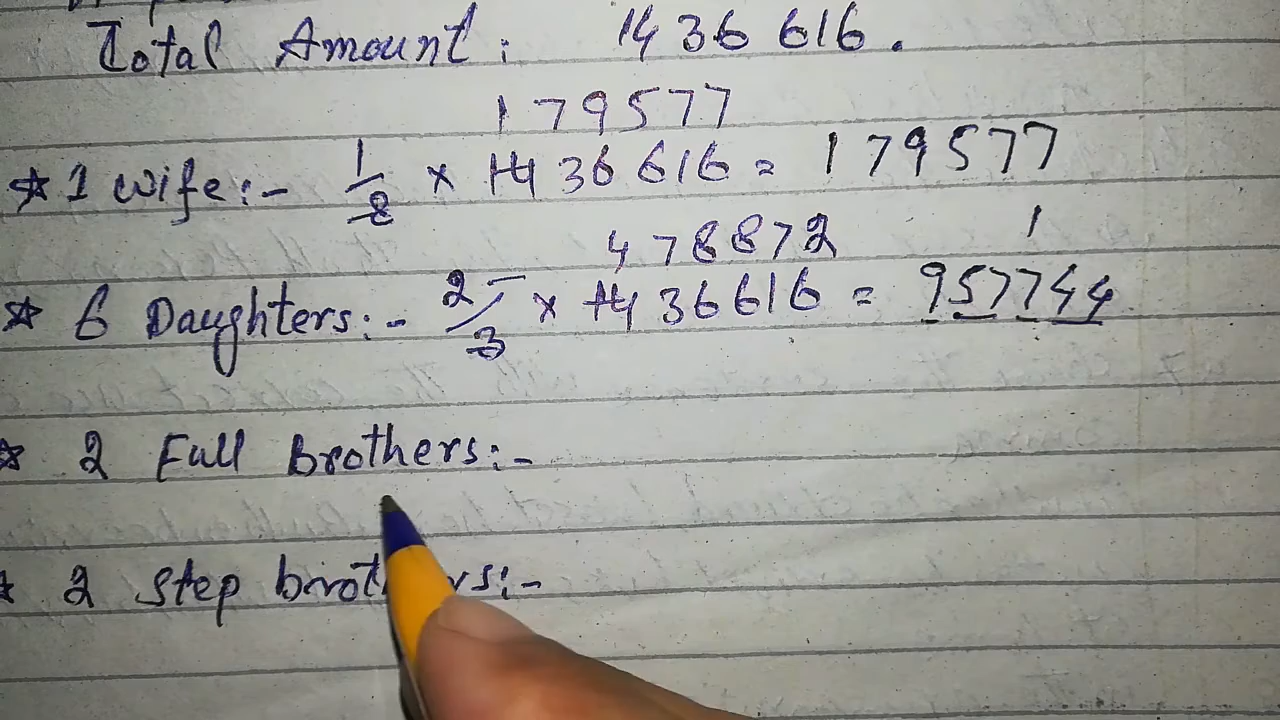 Total Amount: 1436616.
179577
☆ 1 wife:- 1/8 × 1436616 = 179577
478872 1
☆ 6 Daughters:- 2/3 × 1436616 = 957744
☆ 2 Full Brothers:-
☆ 2 Step brothers:-